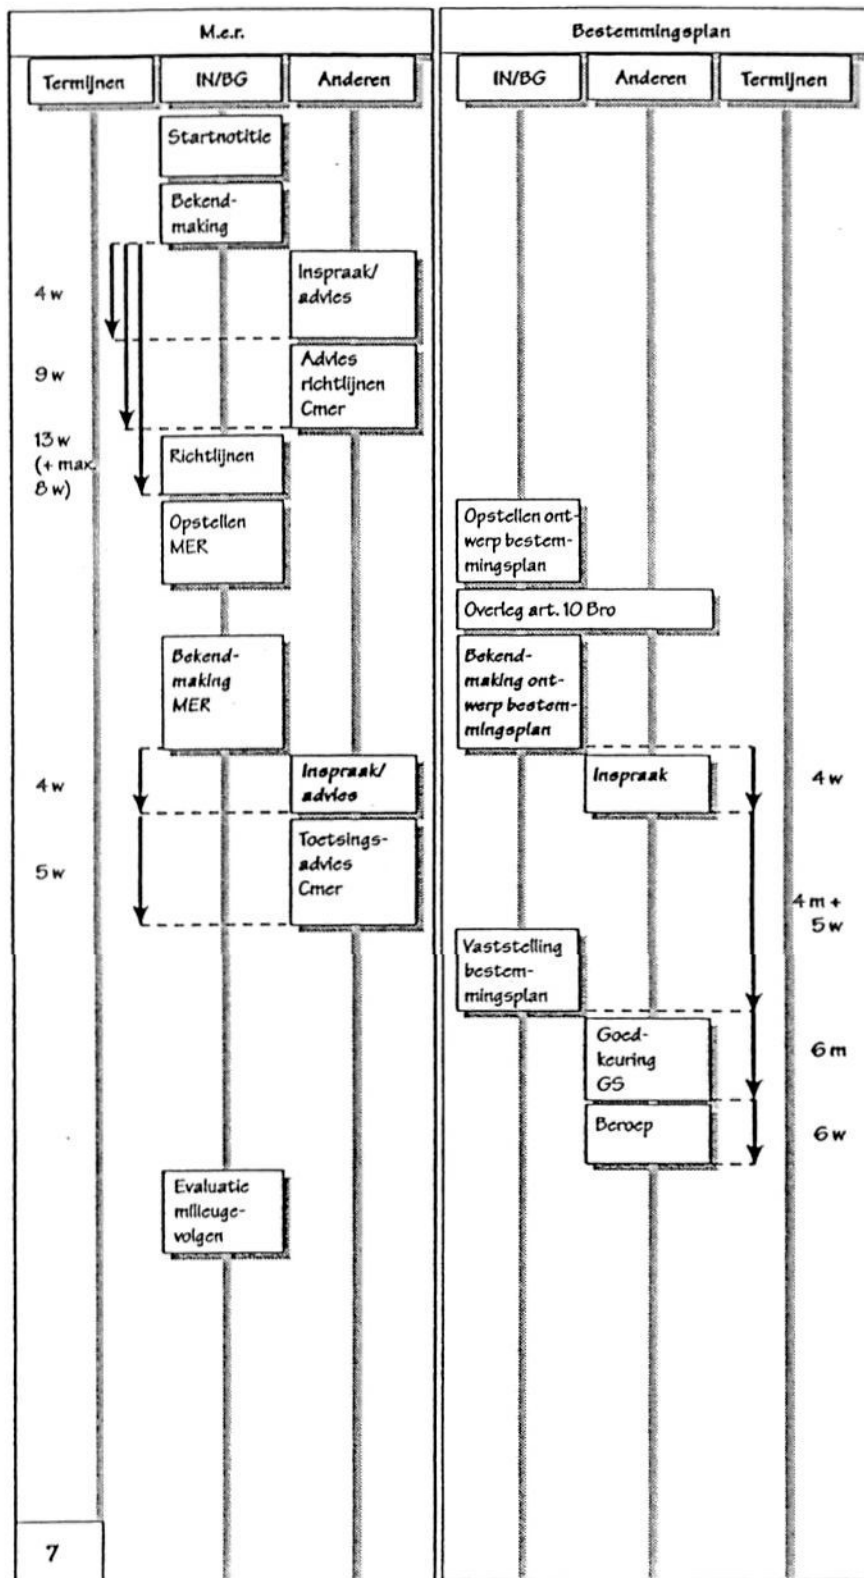 M.e.r.
Termijnen
IN/BG
Anderen
Startnotitie
Bekend-
making
4 w
Inspraak/
advies
9 w
Advies
richtlijnen
Cmer
13 w
(+ max.
8 w)
Richtlijnen
Opstellen
MER
Bekend-
making
MER
4 w
Inspraak/
advies
5 w
Toetsings-
advies
Cmer
Evaluatie
milieuge-
volgen
7
Bestemmingsplan
IN/BG
Anderen
Termijnen
Opstellen ont-
werp bestem-
mingsplan
Overleg art. 10 Bro
Bekend-
making ont-
werp bestem-
mingsplan
Inspraak
4 w
4 m +
5 w
Vaststelling
bestem-
mingsplan
Goed-
keuring
GS
6 m
Beroep
6 w